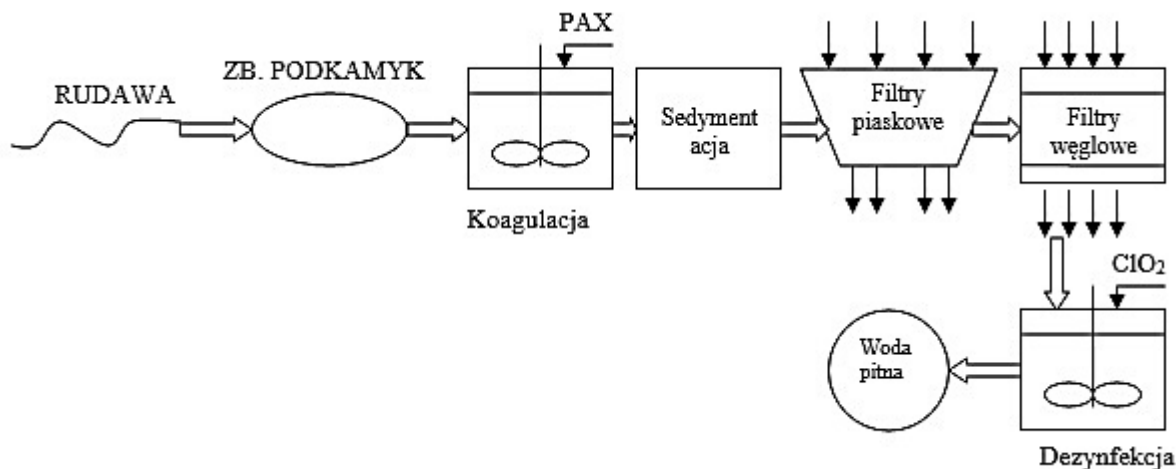 RUDAWA
ZB. PODKAMYK
PAX
Koagulacja
Sedyment
acja
Filtry
piaskowe
Filtry
węglowe
ClO₂
Dezynfekcja
Woda
pitna